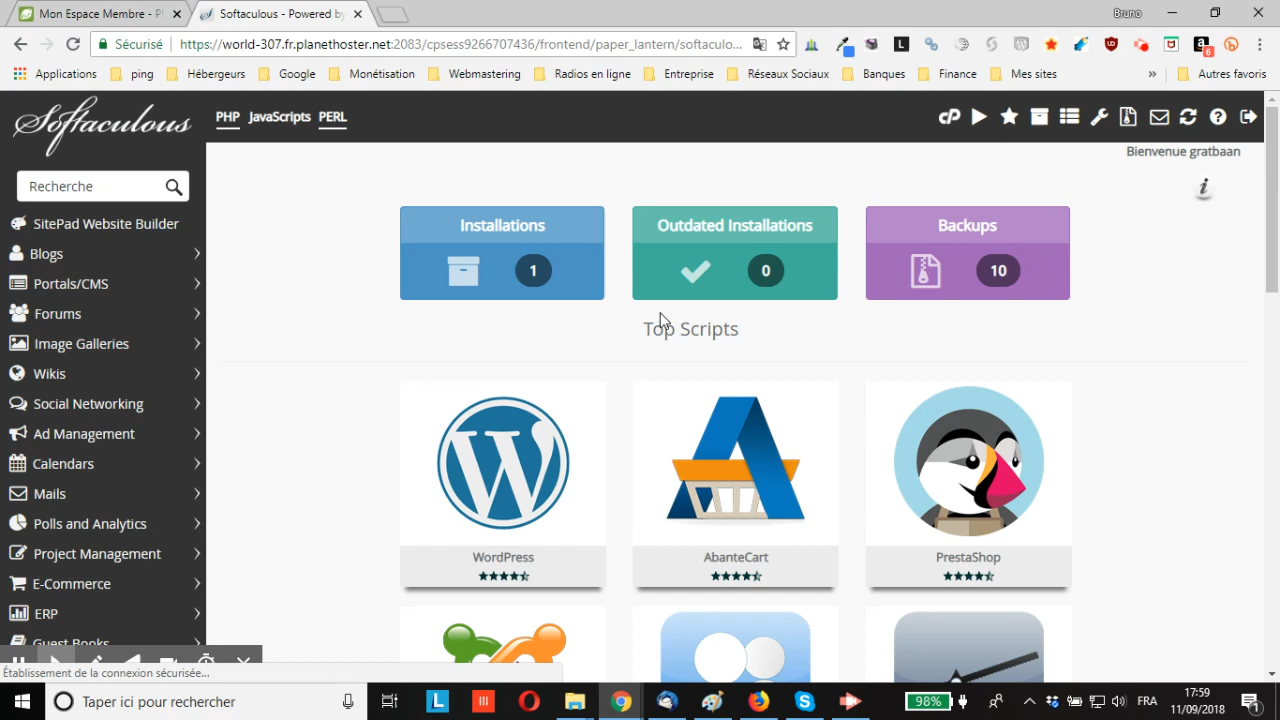 Mon Espace Membre - Pl
Softaculous - Powered by
Bruno
Sécurisé
https://world-307.fr.planethoster.net:2083/cpsess9266707436/frontend/paper_lantern/softaculo...
Applications
ping
Hébergeurs
Google
Monétisation
Webmastering
Radios en ligne
Entreprise
Réseaux Sociaux
Banques
Finance
Mes sites
»
Autres favoris
Softaculous
PHP
JavaScripts
PERL
Bienvenue gratbaan
Recherche
SitePad Website Builder
Blogs
Portals/CMS
Forums
Image Galleries
Wikis
Social Networking
Ad Management
Calendars
Mails
Polls and Analytics
Project Management
E-Commerce
ERP
Guest Books
Installations
1
Outdated Installations
0
Backups
10
Top Scripts
WordPress
AbanteCart
PrestaShop
Établissement de la connexion sécurisée...
Taper ici pour rechercher
98%
FRA
17:59
11/09/2018